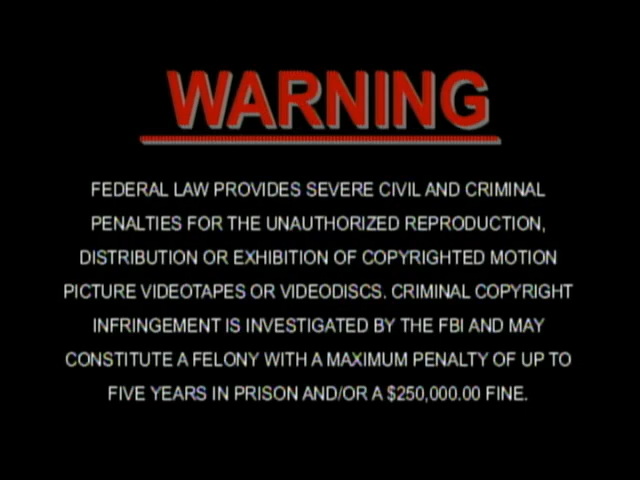 WARNING
FEDERAL LAW PROVIDES SEVERE CIVIL AND CRIMINAL
PENALTIES FOR THE UNAUTHORIZED REPRODUCTION,
DISTRIBUTION OR EXHIBITION OF COPYRIGHTED MOTION
PICTURE VIDEOTAPES OR VIDEODISCS. CRIMINAL COPYRIGHT
INFRINGEMENT IS INVESTIGATED BY THE FBI AND MAY
CONSTITUTE A FELONY WITH A MAXIMUM PENALTY OF UP TO
FIVE YEARS IN PRISON AND/OR A $250,000.00 FINE.